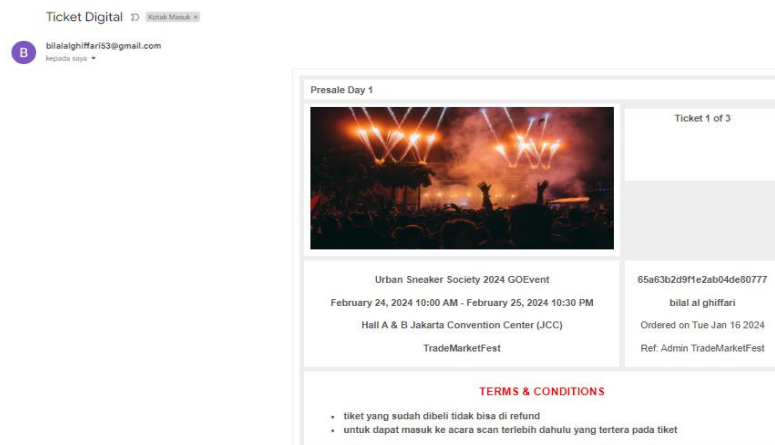 Ticket Digital
Kotak Masuk ×
B
bilalalghiffari53@gmail.com
kepada saya
Presale Day 1
Ticket 1 of 3
Urban Sneaker Society 2024 GOEvent
February 24, 2024 10:00 AM - February 25, 2024 10:30 PM
Hall A & B Jakarta Convention Center (JCC)
TradeMarketFest
65a63b2d9f1e2ab04de80777
bilal al ghiffari
Ordered on Tue Jan 16 2024
Ref: Admin TradeMarketFest
TERMS & CONDITIONS
• tiket yang sudah dibeli tidak bisa di refund
• untuk dapat masuk ke acara scan terlebih dahulu yang tertera pada tiket